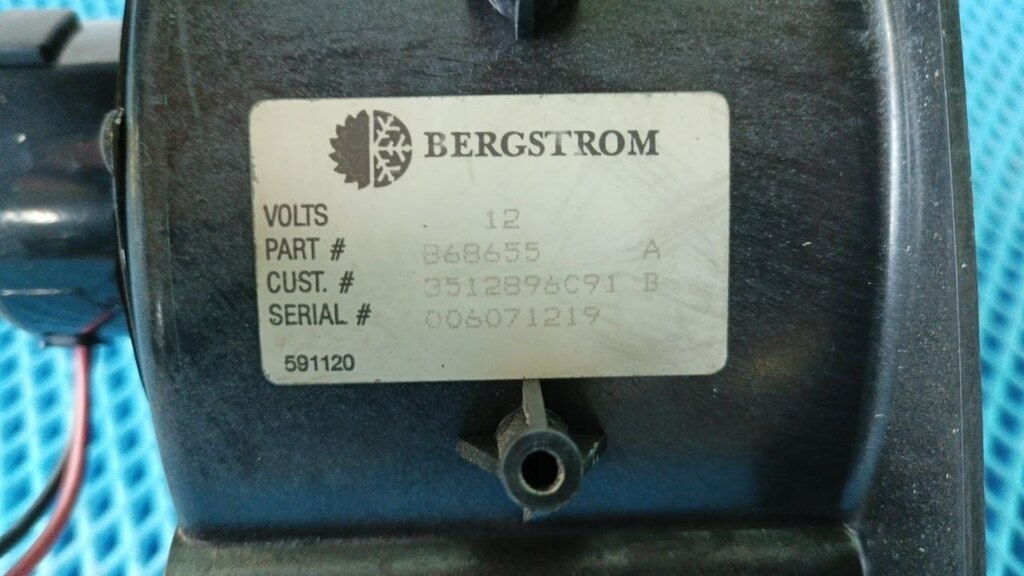 BERGSTROM
VOLTS 12
PART # 868655 A
CUST. # 3512896C91 B
SERIAL # 006071219
591120